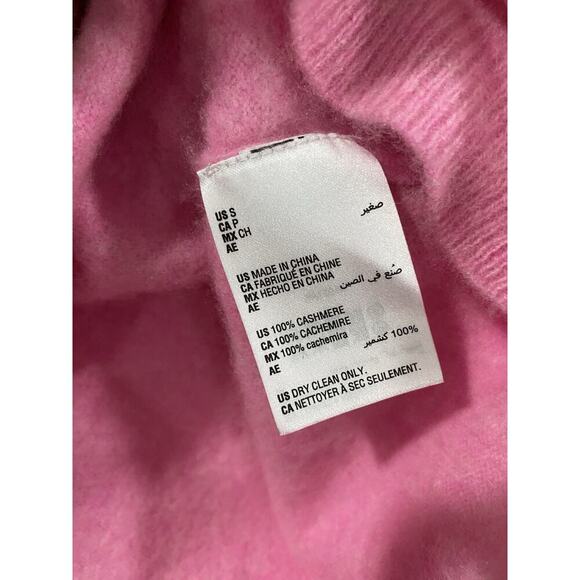 US S
CA P
MX CH
AE صغير
US MADE IN CHINA
CA FABRIQUÉ EN CHINE
MX HECHO EN CHINA
AE صُنع في الصين
US 100% CASHMERE
CA 100% CACHEMIRE
MX 100% cachemira
AE 100% كشمير
US DRY CLEAN ONLY.
CA NETTOYER À SEC SEULEMENT.